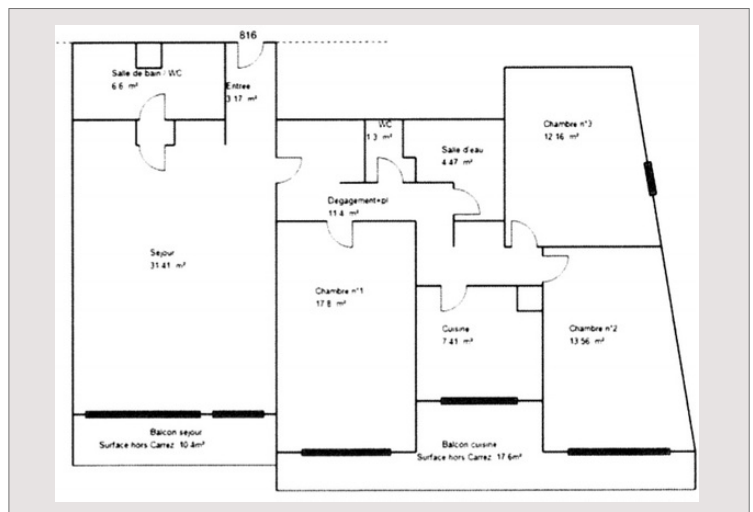 816
Salle de bain / WC
6.6 m²
Entree
3.17 m²
WC
1.3 m²
Salle d'eau
4.47 m²
Chambre n°3
12.16 m²
Degagement+pl
11.4 m²
Sejour
31.41 m²
Chambre n°1
17.8 m²
Cuisine
7.41 m²
Chambre n°2
13.56 m²
Balcon sejour
Surface hors Carrez 10.4m²
Balcon cuisine
Surface hors Carrez 17.6m²